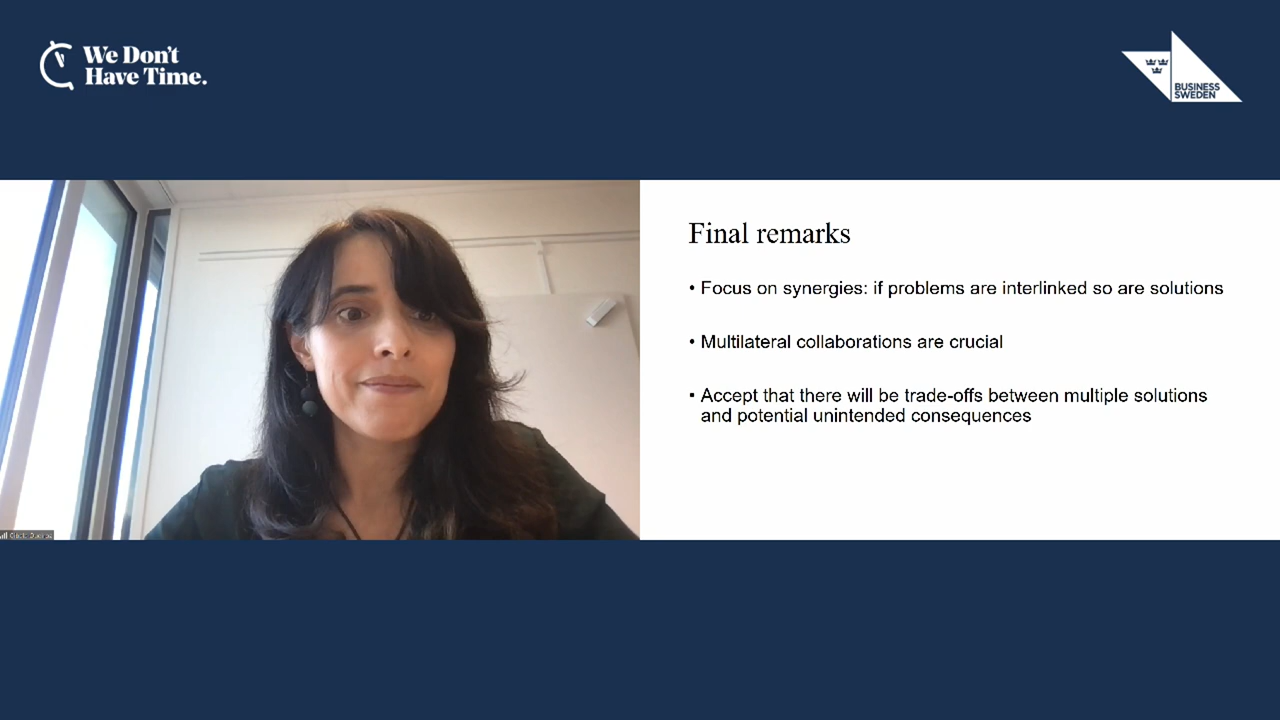 We Don't
Have Time.
BUSINESS
SWEDEN
Final remarks
• Focus on synergies: if problems are interlinked so are solutions
• Multilateral collaborations are crucial
• Accept that there will be trade-offs between multiple solutions
and potential unintended consequences